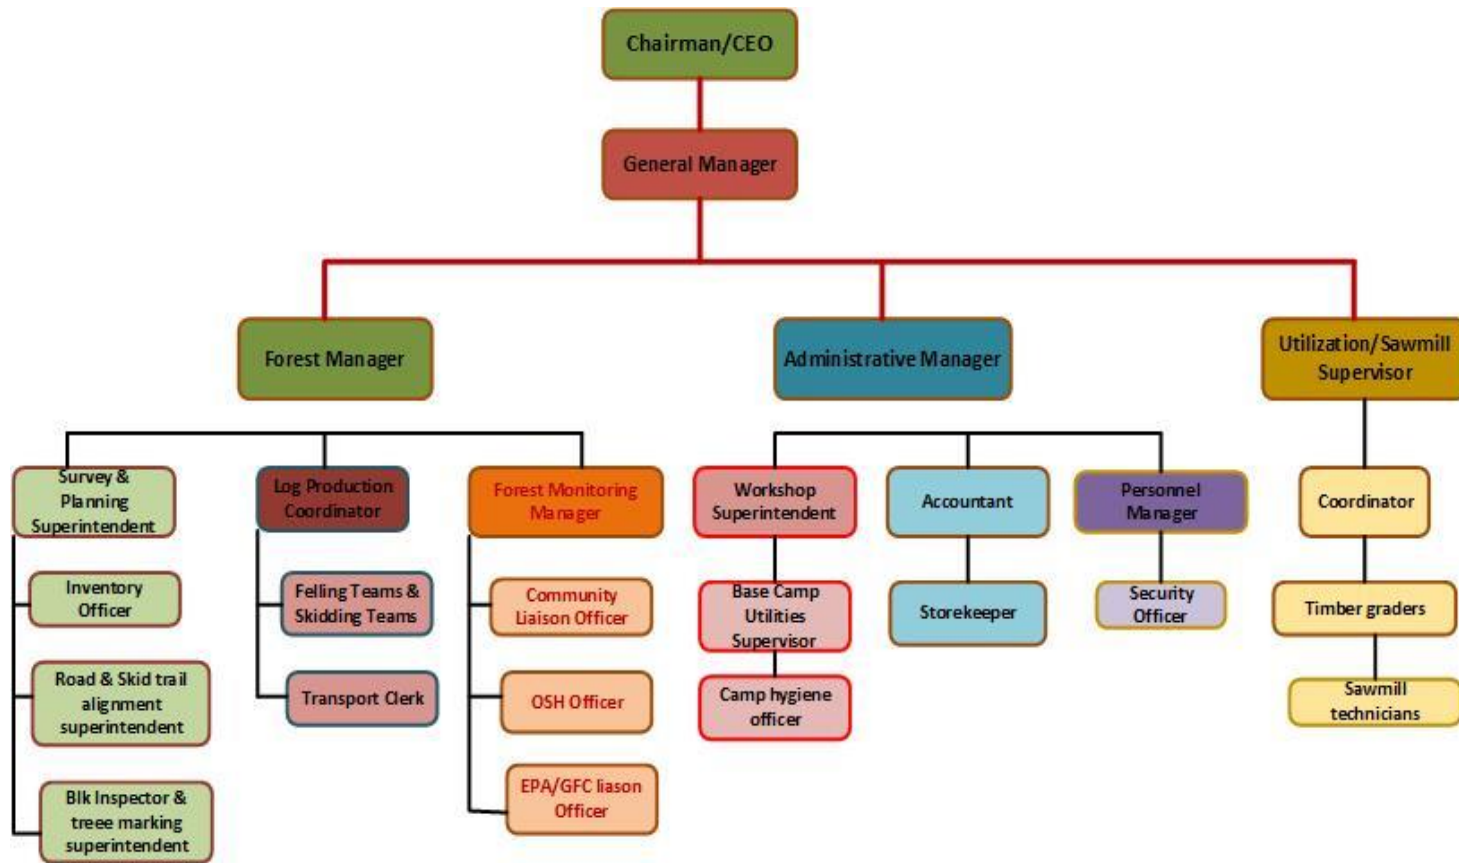 Chairman/CEO
General Manager
Forest Manager
Administrative Manager
Utilization/Sawmill
Supervisor
Survey &
Planning
Superintendent
Log Production
Coordinator
Forest Monitoring
Manager
Workshop
Superintendent
Accountant
Personnel
Manager
Coordinator
Inventory
Officer
Felling Teams &
Skidding Teams
Community
Liaison Officer
Base Camp
Utilities
Supervisor
Storekeeper
Security
Officer
Timber graders
Road & Skid trail
alignment
superintendent
Transport Clerk
OSH Officer
Camp hygiene
officer
Sawmill
technicians
Blk Inspector &
treee marking
superintendent
EPA/GFC liason
Officer